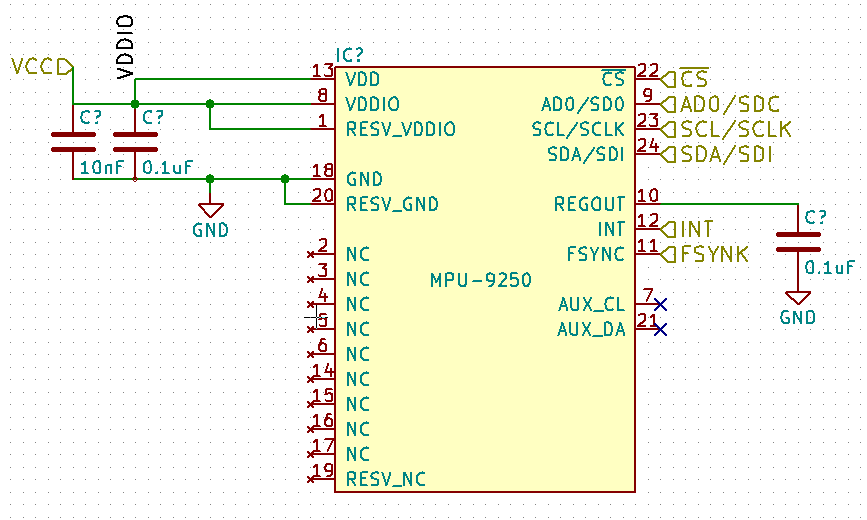 VDDIO
IC?
VCC
13 VDD
CS 22 CS
8 VDDIO
AD0/SD0 9 AD0/SDC
C? C?
1 RESV_VDDIO
SCL/SCLK 23 SCL/SCLK
SDA/SDI 24 SDA/SDI
10nF 0.1uF
18 GND
20 RESV_GND
REGOUT 10
C?
GND
INT 12 INT
2 NC
FSYNC 11 FSYNK
0.1uF
3 NC
MPU-9250
4 NC
AUX_CL 7
GND
5 NC
AUX_DA 21
6 NC
14 NC
15 NC
16 NC
17 NC
19 RESV_NC